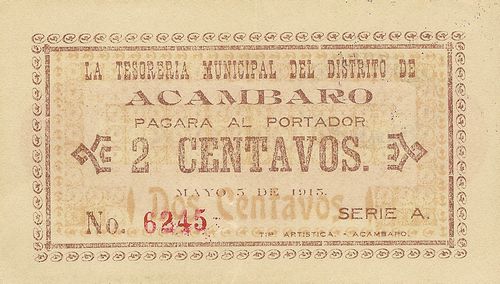 LA TESORERIA MUNICIPAL DEL DISTRITO DE
ACAMBARO
PAGARA AL PORTADOR
2 CENTAVOS.
MAYO 5 DE 1915.
Dos Centavos
No. 6245 SERIE A.
TIP. ARTISTICA - ACAMBARO.